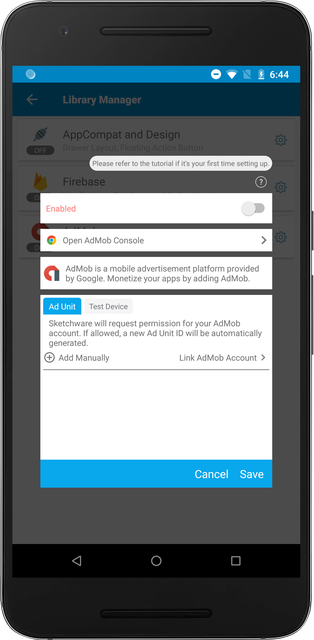 6:44
Library Manager
AppCompat and Design
OFF
Drawer Layout, Floating Action Button
Please refer to the tutorial if it's your first time setting up.
Firebase
?
Enabled
Open AdMob Console
AdMob is a mobile advertisement platform provided
by Google. Monetize your apps by adding AdMob.
Ad Unit
Test Device
Sketchware will request permission for your AdMob
account. If allowed, a new Ad Unit ID will be automatically
generated.
Add Manually
Link AdMob Account
Cancel
Save